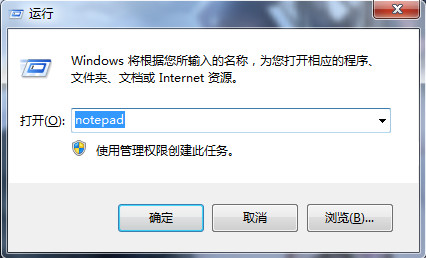 运行
Windows 将根据您所输入的名称，为您打开相应的程序、
文件夹、文档或 Internet 资源。
打开(O): notepad
使用管理权限创建此任务。
确定 取消 浏览(B)...